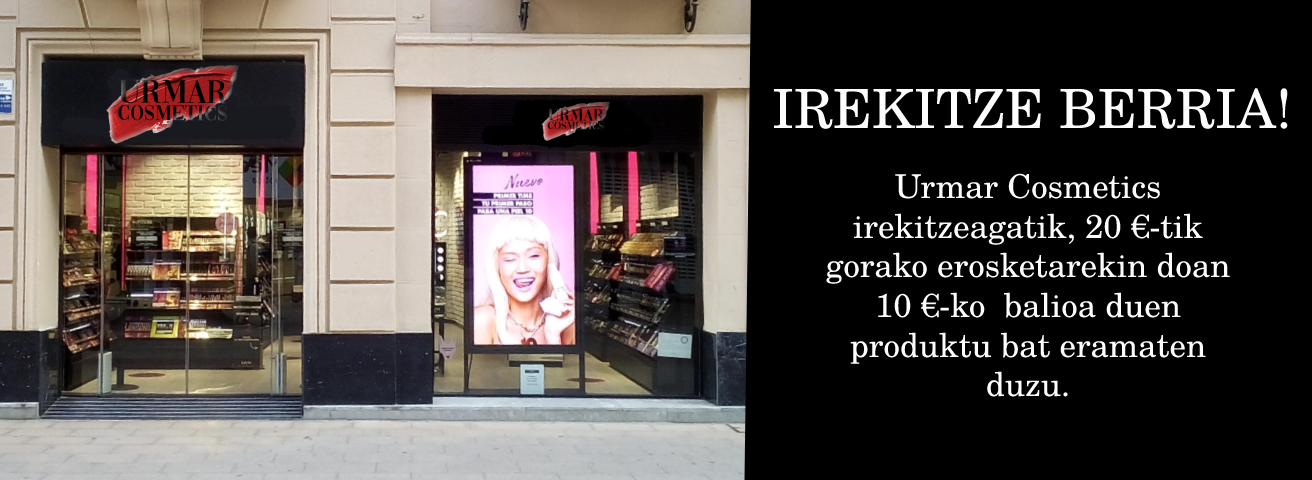 URMAR
COSMETICS
URMAR
COSMETICS
Nuevo
PRIMER TIME
TU PRIMER PASO
PARA UNA PIEL 10
IREKITZE BERRIA!
Urmar Cosmetics
irekitzeagatik, 20 €-tik
gorako erosketarekin doan
10 €-ko balioa duen
produktu bat eramaten
duzu.